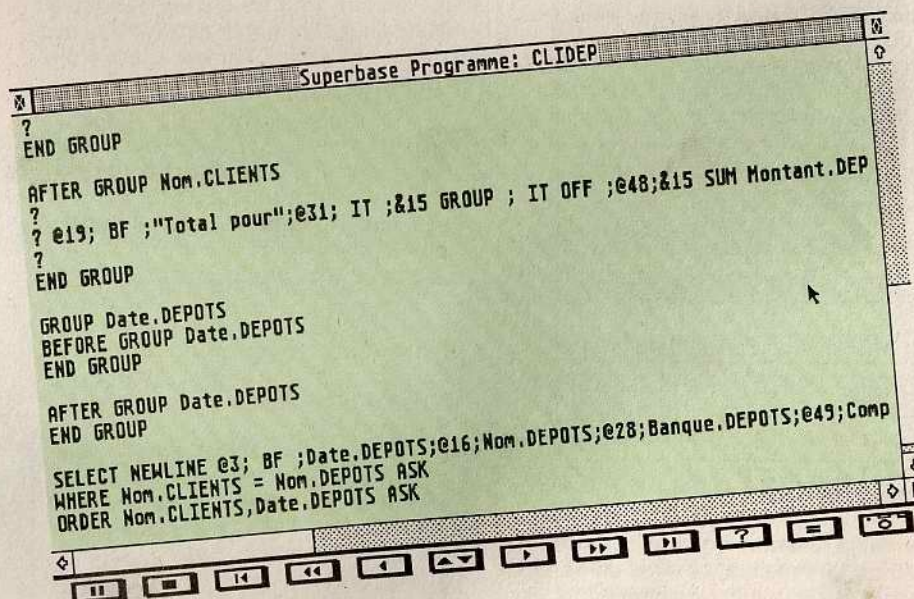 Superbase Programme: CLIDEP
?
END GROUP
AFTER GROUP Nom.CLIENTS
?
? @19; BF ;"Total pour";@31; IT ;&15 GROUP ; IT OFF ;@48;&15 SUM Montant.DEP
?
END GROUP
GROUP Date.DEPOTS
BEFORE GROUP Date.DEPOTS
END GROUP
AFTER GROUP Date.DEPOTS
END GROUP
SELECT NEWLINE @3; BF ;Date.DEPOTS;@16;Nom.DEPOTS;@28;Banque.DEPOTS;@49;Comp
WHERE Nom.CLIENTS = Nom.DEPOTS ASK
ORDER Nom.CLIENTS,Date.DEPOTS ASK
? =